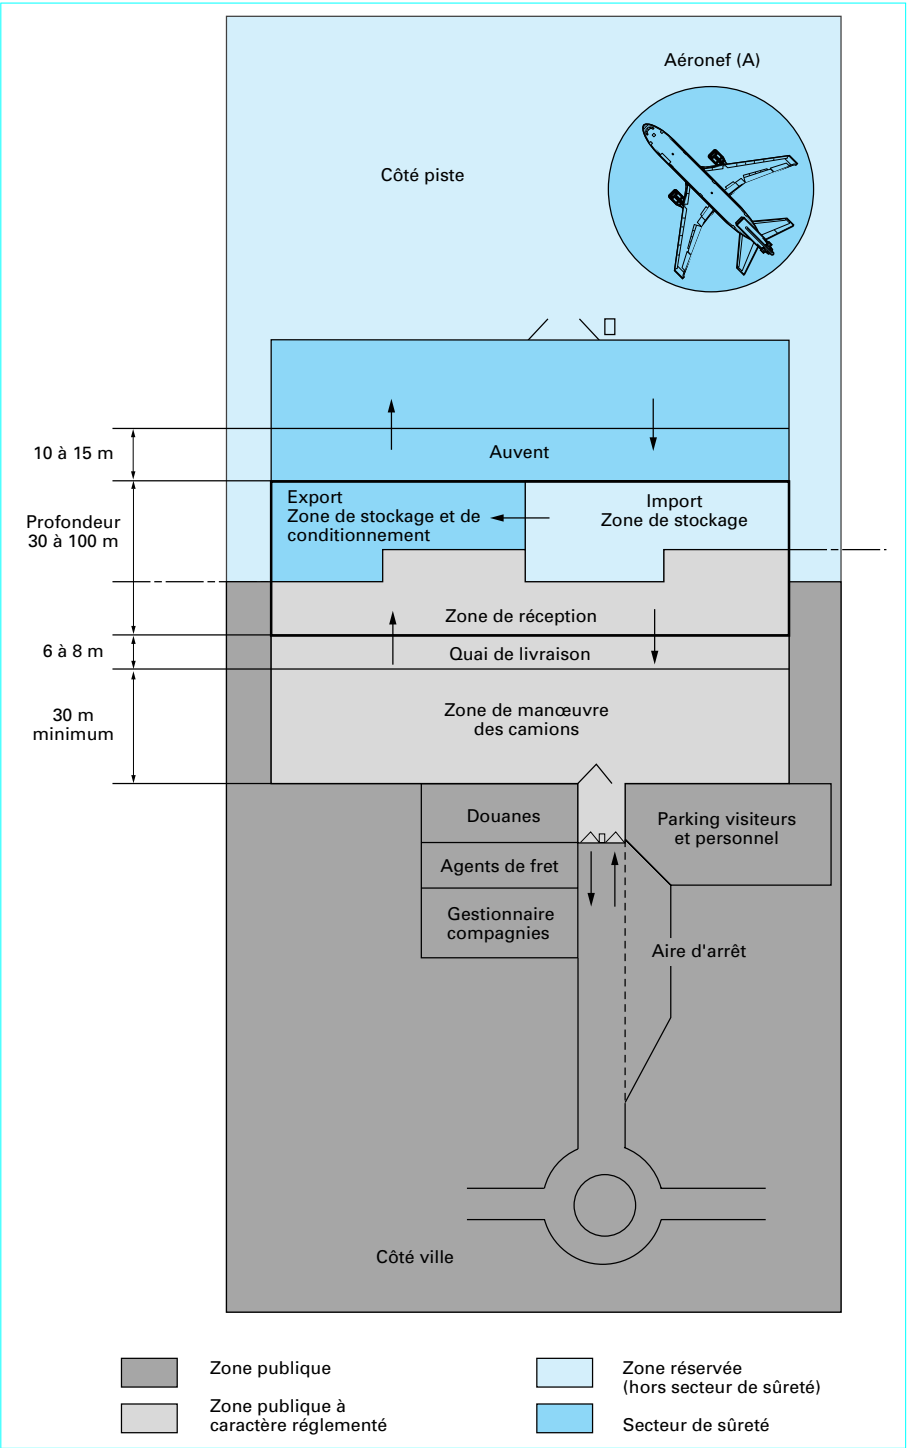 Aéronef (A)
Côté piste
10 à 15 m
Auvent
Export
Zone de stockage et de
conditionnement
Import
Zone de stockage
Profondeur
30 à 100 m
Zone de réception
6 à 8 m
Quai de livraison
30 m
minimum
Zone de manœuvre
des camions
Douanes
Parking visiteurs
et personnel
Agents de fret
Gestionnaire
compagnies
Aire d'arrêt
Côté ville
Zone publique
Zone publique à
caractère réglementé
Zone réservée
(hors secteur de sûreté)
Secteur de sûreté